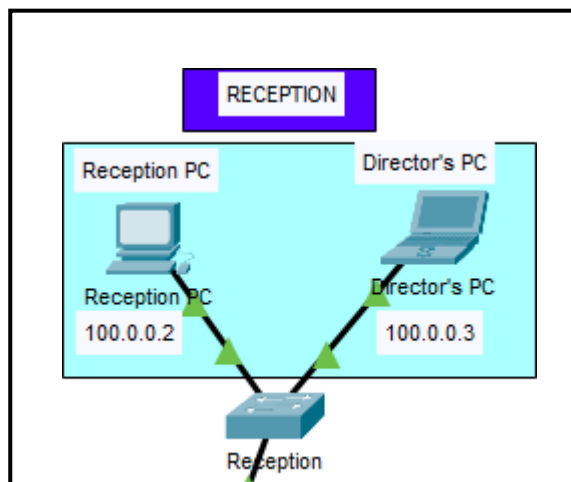 RECEPTION
Reception PC
Director's PC
Reception PC
Director's PC
100.0.0.2
100.0.0.3
Reception